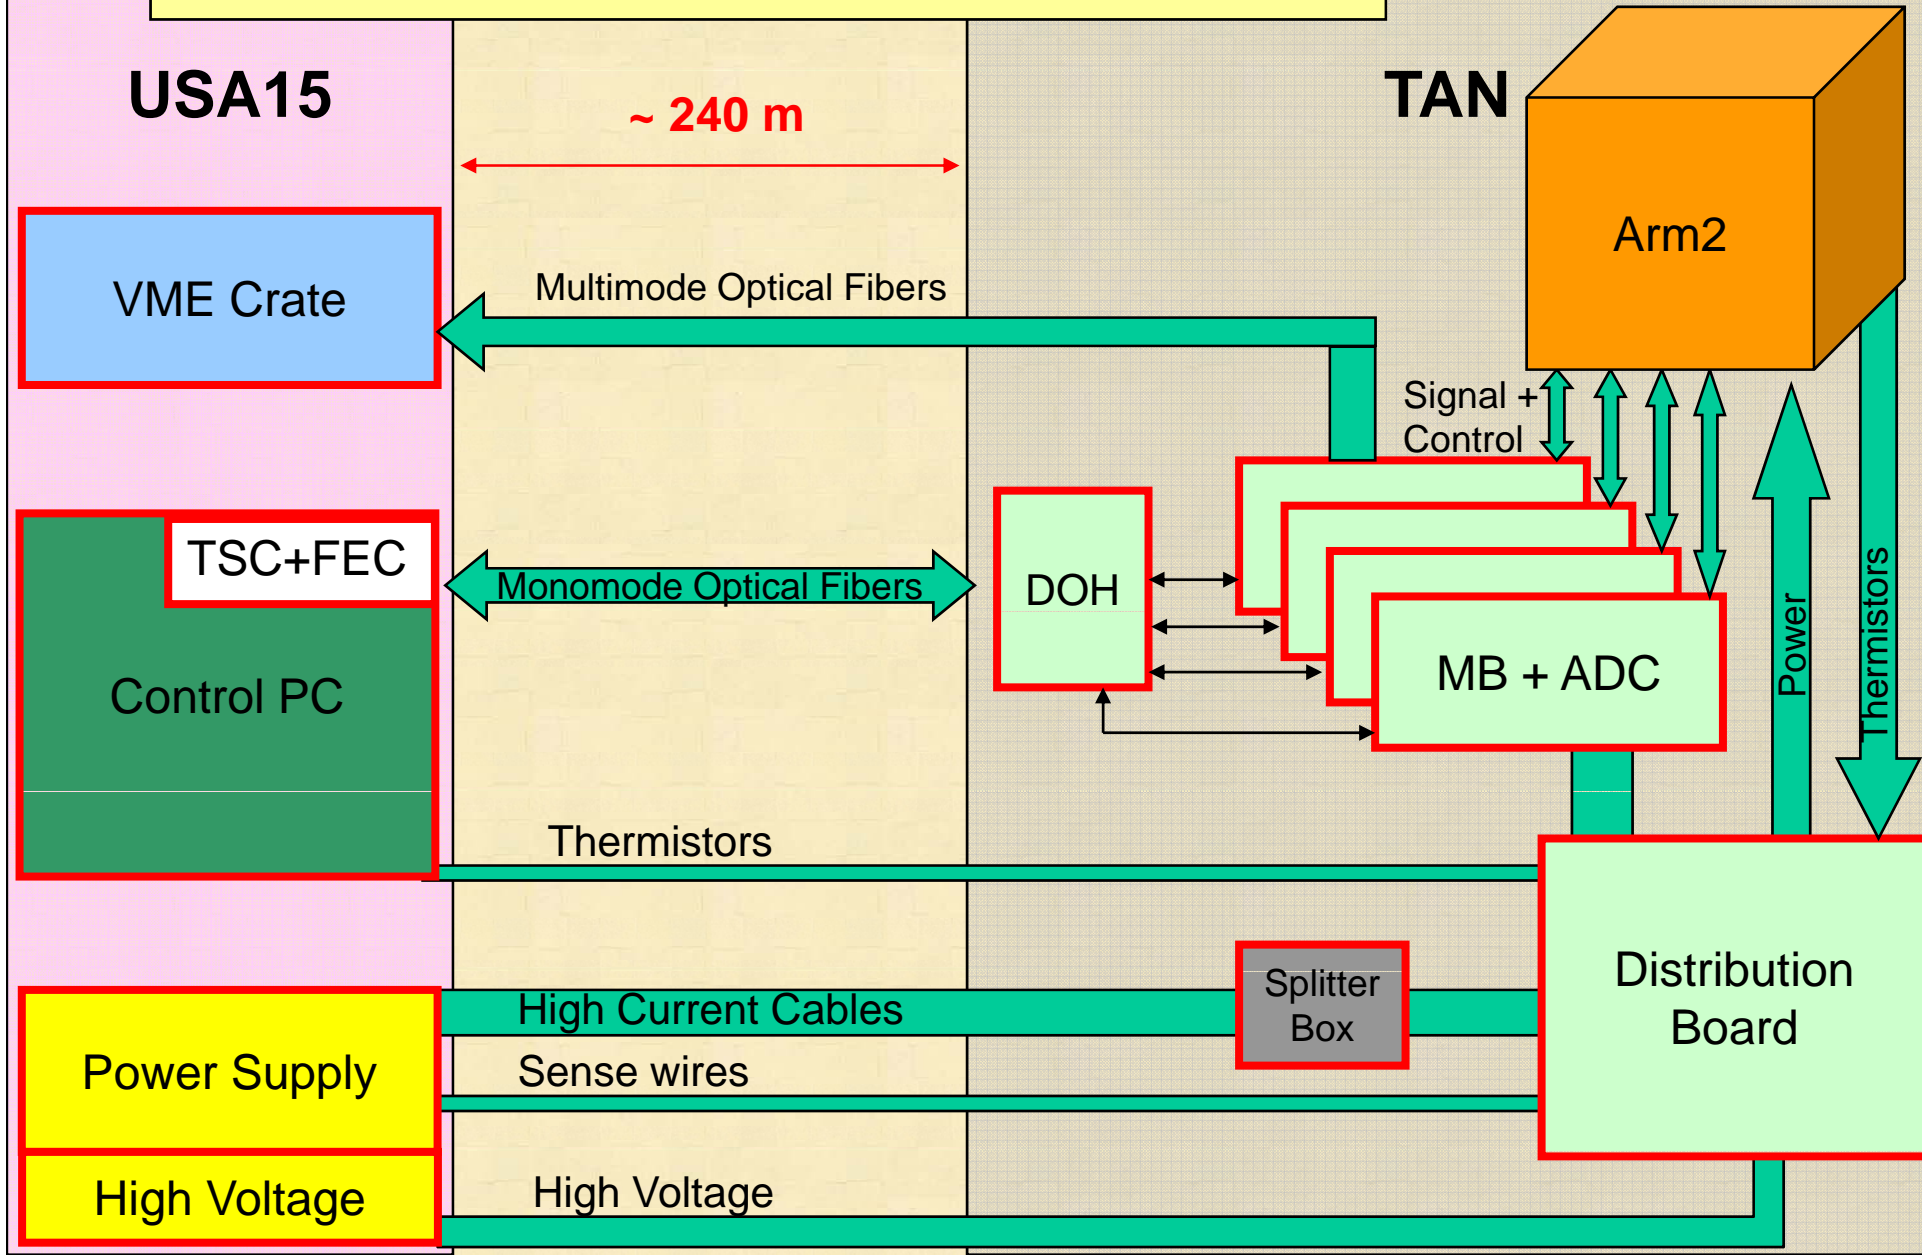 USA15
~ 240 m
TAN
Arm2
VME Crate
Multimode Optical Fibers
Signal +
Control
TSC+FEC
Monomode Optical Fibers
DOH
Control PC
MB + ADC
Power
Thermistors
Thermistors
High Current Cables
Splitter
Box
Distribution
Board
Power Supply
Sense wires
High Voltage
High Voltage